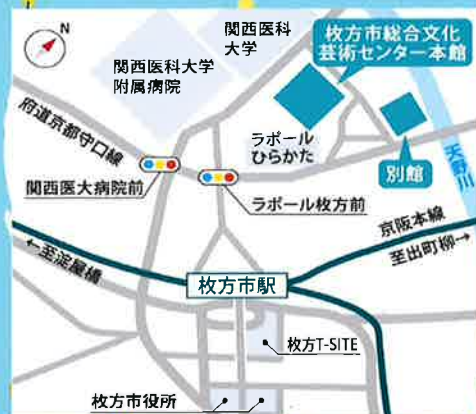 N
関西医科
大学
関西医科大学
附属病院
枚方市総合文化
芸術センター本館
府道京都守口線
ラポール
ひらかた
別館
天野川
関西医大病院前
ラポール枚方前
京阪本線
至出町柳→
←至淀屋橋
枚方市駅
枚方T-SITE
枚方市役所